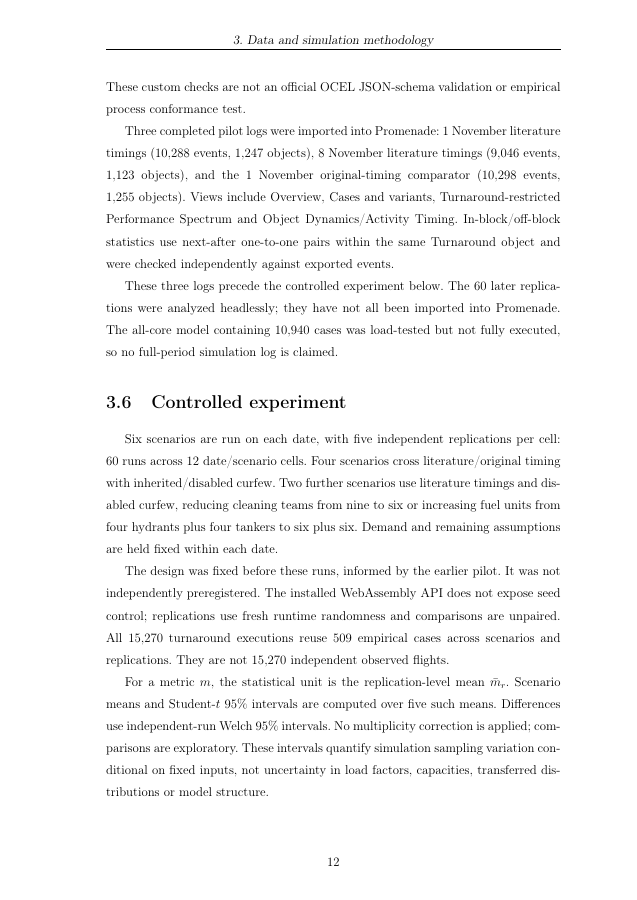 3. Data and simulation methodology
These custom checks are not an official OCEL JSON-schema validation or empirical
process conformance test.
Three completed pilot logs were imported into Promenade: 1 November literature
timings (10,288 events, 1,247 objects), 8 November literature timings (9,046 events,
1,123 objects), and the 1 November original-timing comparator (10,298 events,
1,255 objects). Views include Overview, Cases and variants, Turnaround-restricted
Performance Spectrum and Object Dynamics/Activity Timing. In-block/off-block
statistics use next-after one-to-one pairs within the same Turnaround object and
were checked independently against exported events.
These three logs precede the controlled experiment below. The 60 later replica-
tions were analyzed headlessly; they have not all been imported into Promenade.
The all-core model containing 10,940 cases was load-tested but not fully executed,
so no full-period simulation log is claimed.
3.6 Controlled experiment
Six scenarios are run on each date, with five independent replications per cell:
60 runs across 12 date/scenario cells. Four scenarios cross literature/original timing
with inherited/disabled curfew. Two further scenarios use literature timings and dis-
abled curfew, reducing cleaning teams from nine to six or increasing fuel units from
four hydrants plus four tankers to six plus six. Demand and remaining assumptions
are held fixed within each date.
The design was fixed before these runs, informed by the earlier pilot. It was not
independently preregistered. The installed WebAssembly API does not expose seed
control; replications use fresh runtime randomness and comparisons are unpaired.
All 15,270 turnaround executions reuse 509 empirical cases across scenarios and
replications. They are not 15,270 independent observed flights.
For a metric m, the statistical unit is the replication-level mean m̄ᵣ. Scenario
means and Student-t 95% intervals are computed over five such means. Differences
use independent-run Welch 95% intervals. No multiplicity correction is applied; com-
parisons are exploratory. These intervals quantify simulation sampling variation con-
ditional on fixed inputs, not uncertainty in load factors, capacities, transferred dis-
tributions or model structure.
12